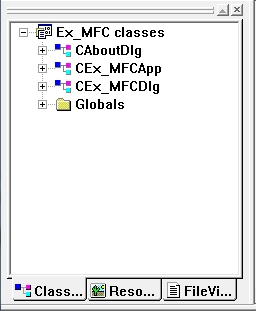 Ex_MFC classes
CAboutDlg
CEx_MFCApp
CEx_MFCDlg
Globals
Class... Reso... FileVi...